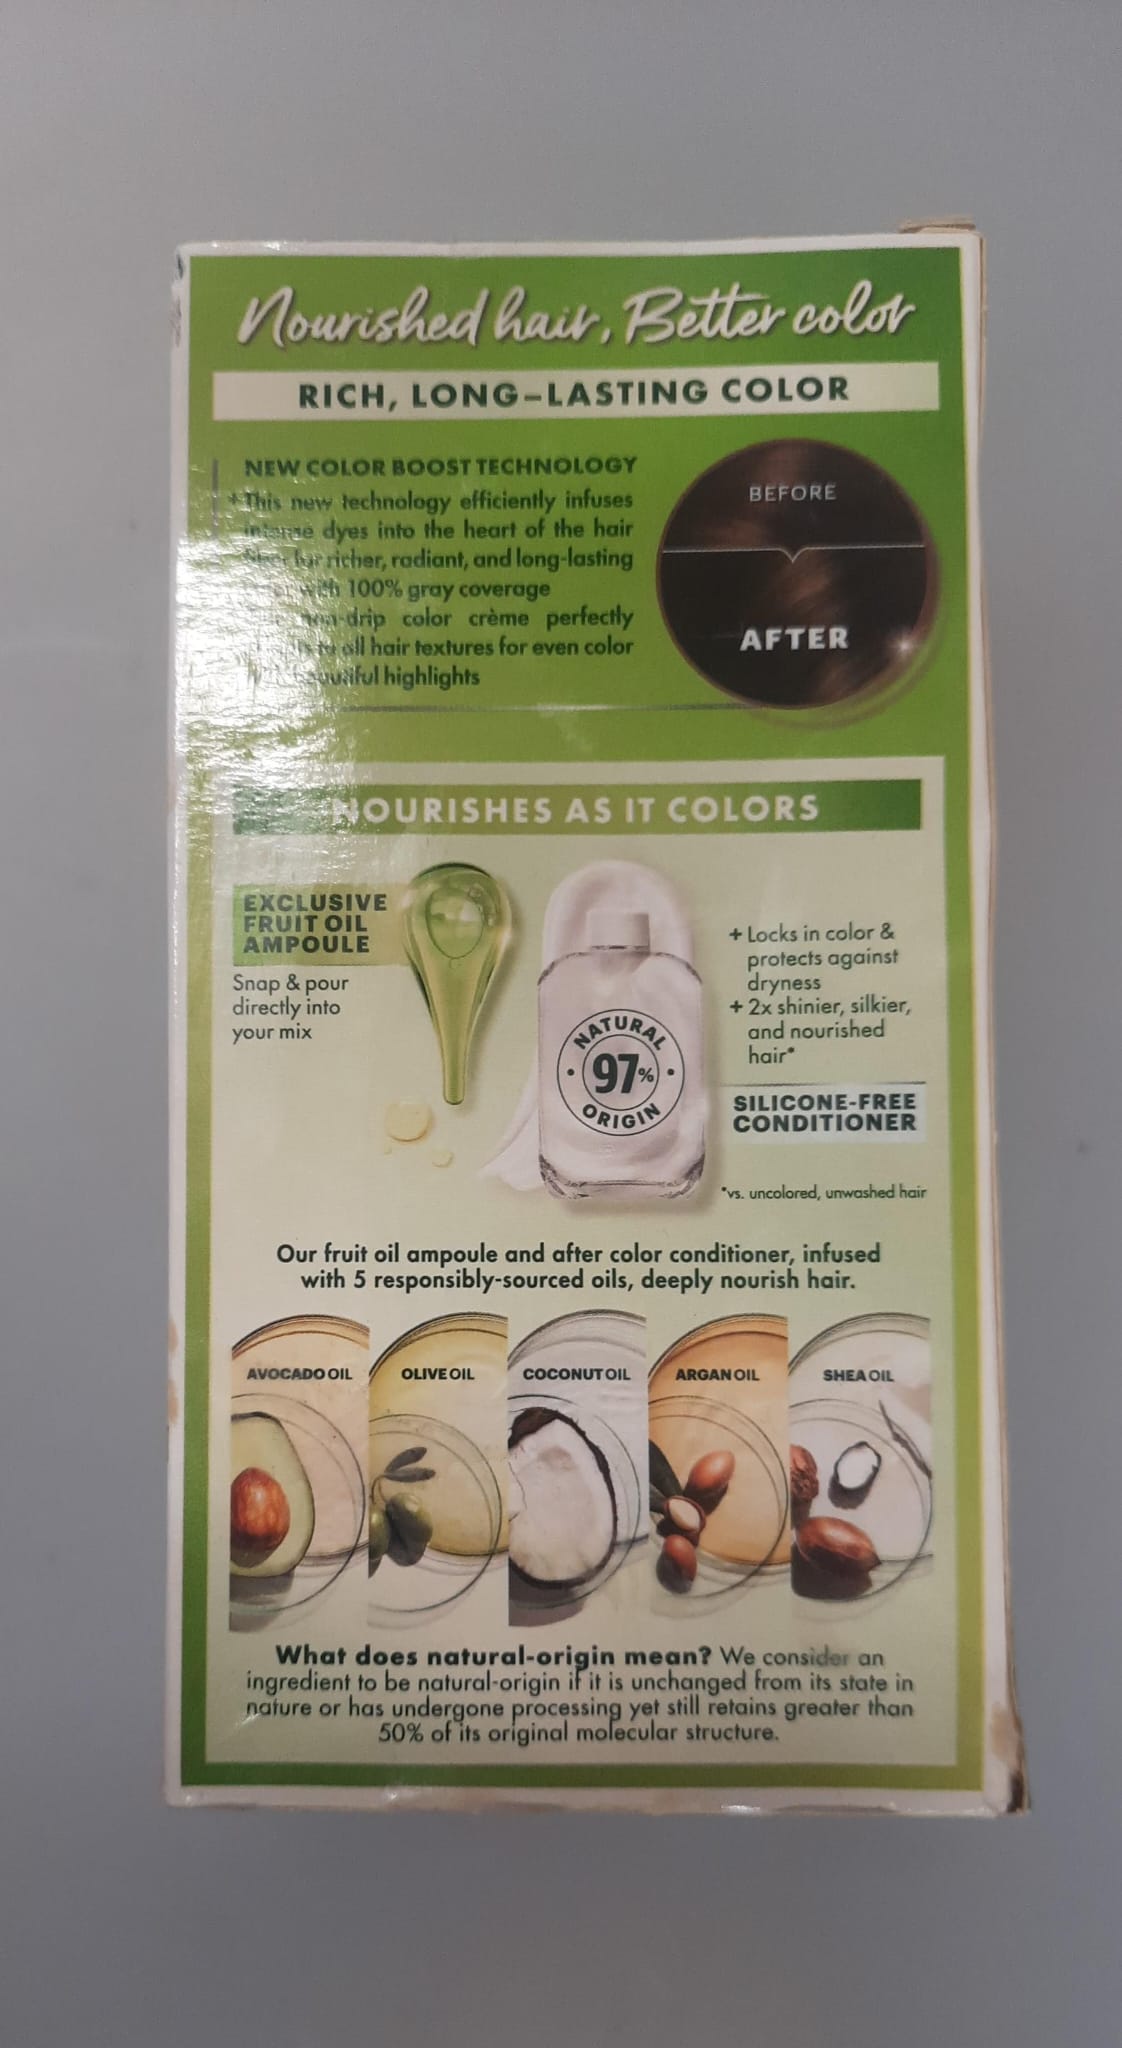 Nourished hair, Better color
RICH, LONG-LASTING COLOR
NEW COLOR BOOST TECHNOLOGY
+ This new technology efficiently infuses
intense dyes into the heart of the hair
for richer, radiant, and long-lasting
with 100% gray coverage
non-drip color crème perfectly
to all hair textures for even color
beautiful highlights
BEFORE
AFTER
NOURISHES AS IT COLORS
EXCLUSIVE
FRUIT OIL
AMPOULE
Snap & pour
directly into
your mix
NATURAL
97%
ORIGIN
+ Locks in color &
protects against
dryness
+ 2x shinier, silkier,
and nourished
hair*
SILICONE-FREE
CONDITIONER
*vs. uncolored, unwashed hair
Our fruit oil ampoule and after color conditioner, infused
with 5 responsibly-sourced oils, deeply nourish hair.
AVOCADO OIL
OLIVE OIL
COCONUT OIL
ARGAN OIL
SHEA OIL
What does natural-origin mean? We consider an
ingredient to be natural-origin if it is unchanged from its state in
nature or has undergone processing yet still retains greater than
50% of its original molecular structure.